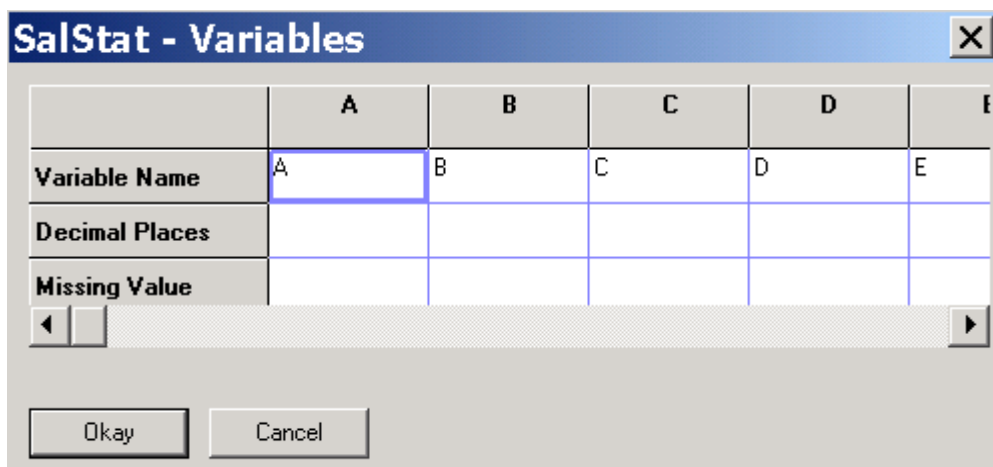 SalStat - Variables
A B C D E
Variable Name A B C D E
Decimal Places
Missing Value
Okay Cancel